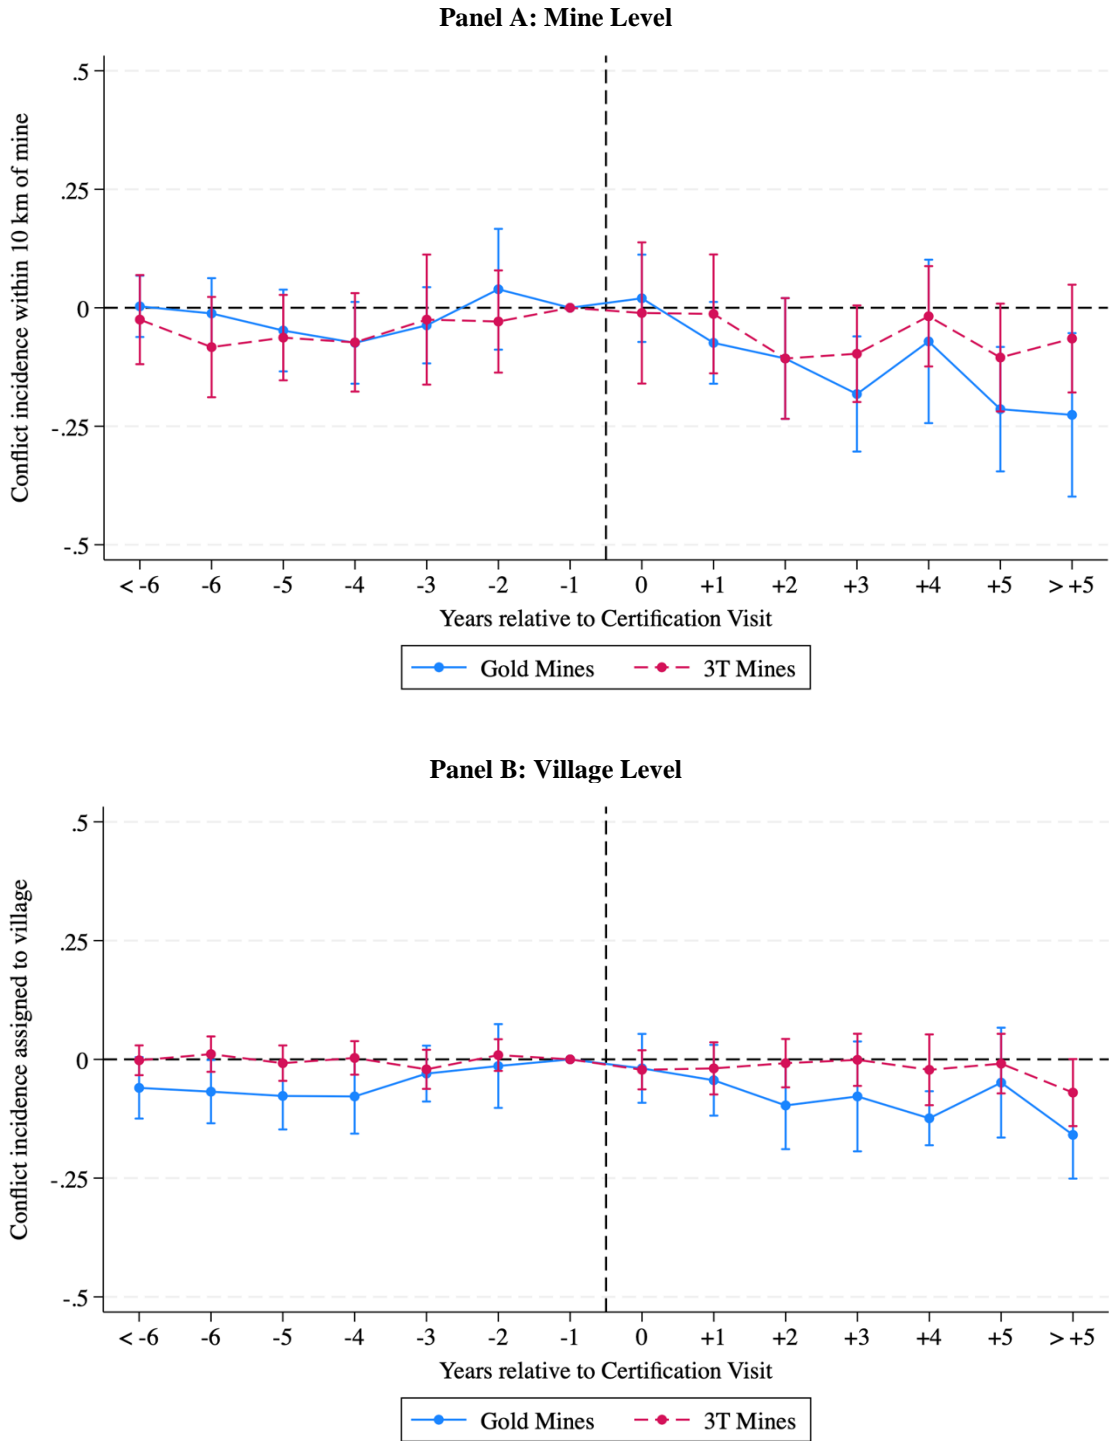 Panel A: Mine Level
Conflict incidence within 10 km of mine
.5
.25
0
-.25
-.5
< -6 -6 -5 -4 -3 -2 -1 0 +1 +2 +3 +4 +5 > +5
Years relative to Certification Visit
Gold Mines 3T Mines
Panel B: Village Level
Conflict incidence assigned to village
.5
.25
0
-.25
-.5
< -6 -6 -5 -4 -3 -2 -1 0 +1 +2 +3 +4 +5 > +5
Years relative to Certification Visit
Gold Mines 3T Mines